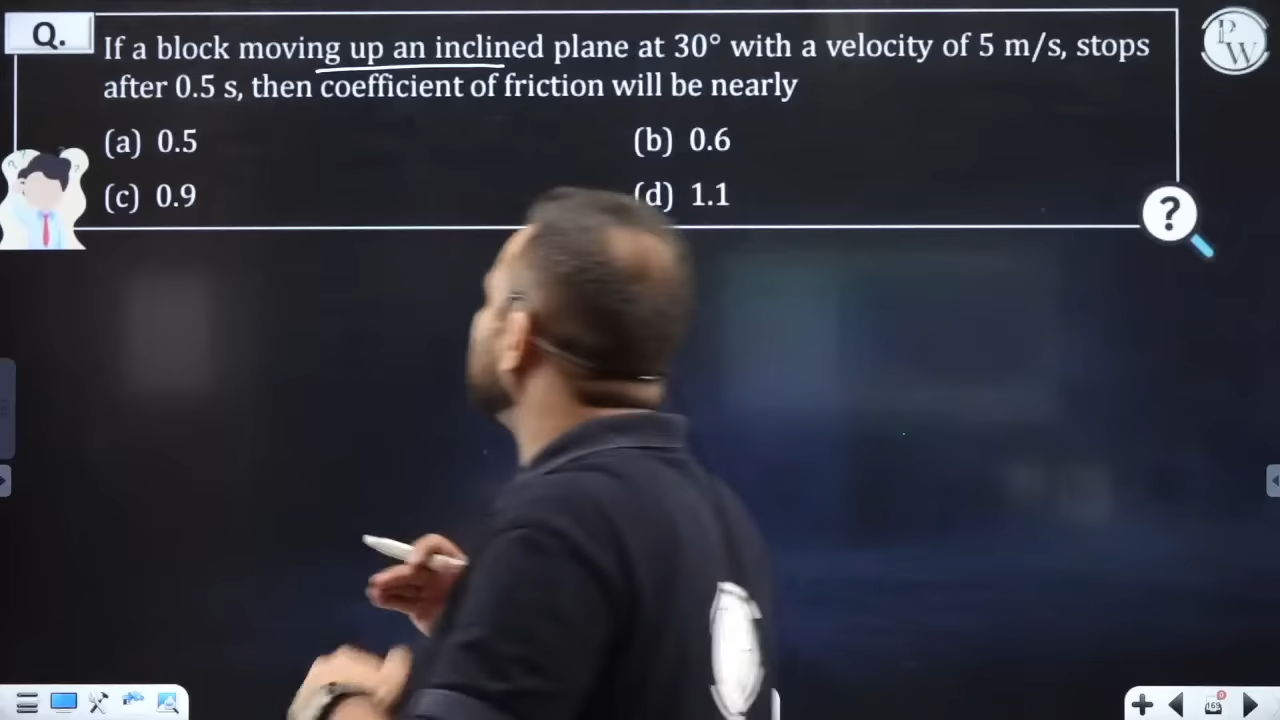 Q.
If a block moving up an inclined plane at 30° with a velocity of 5 m/s, stops
after 0.5 s, then coefficient of friction will be nearly
(a) 0.5
(b) 0.6
(c) 0.9
(d) 1.1
?
P
W
169